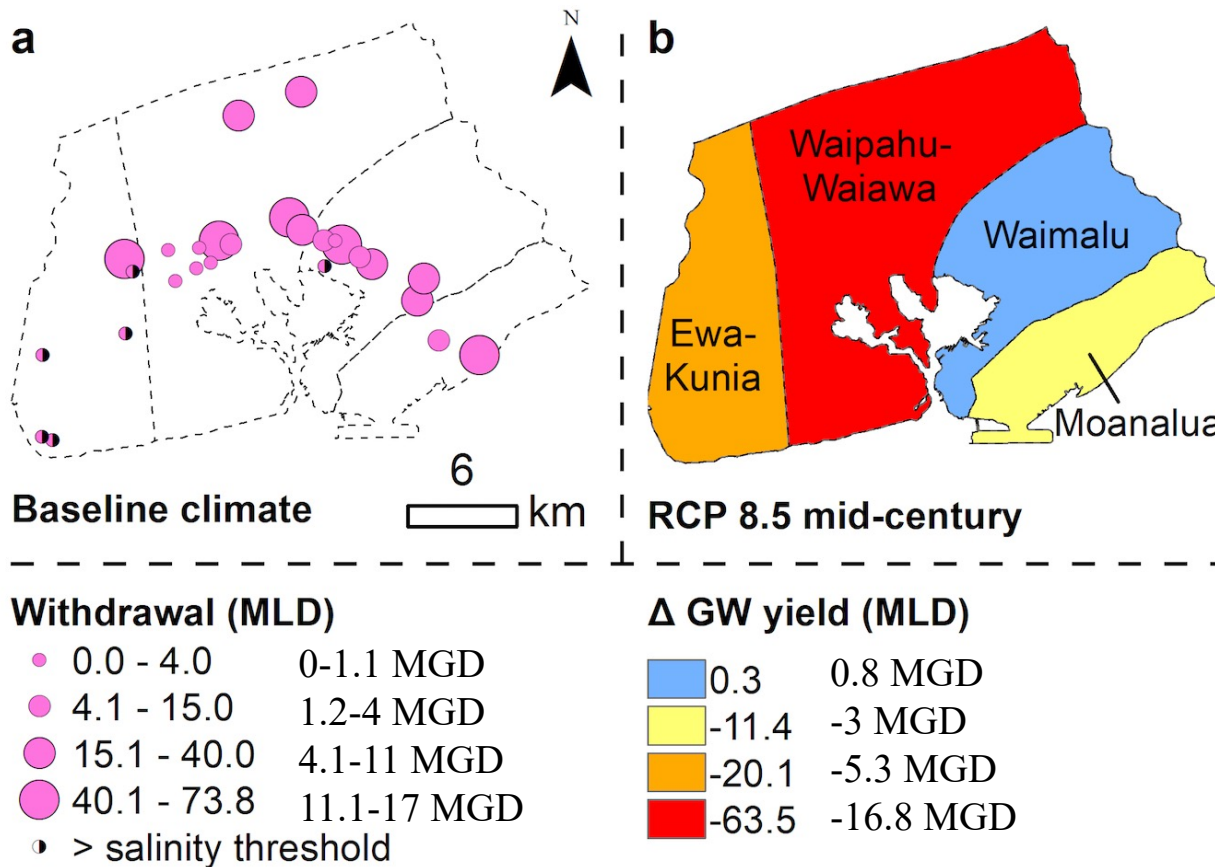 a
N
6
km
Baseline climate
b
Waipahu-
Waiawa
Waimalu
Ewa-
Kunia
Moanalua
RCP 8.5 mid-century
Withdrawal (MLD)
0.0 - 4.0 0-1.1 MGD
4.1 - 15.0 1.2-4 MGD
15.1 - 40.0 4.1-11 MGD
40.1 - 73.8 11.1-17 MGD
> salinity threshold
Δ GW yield (MLD)
0.3 0.8 MGD
-11.4 -3 MGD
-20.1 -5.3 MGD
-63.5 -16.8 MGD